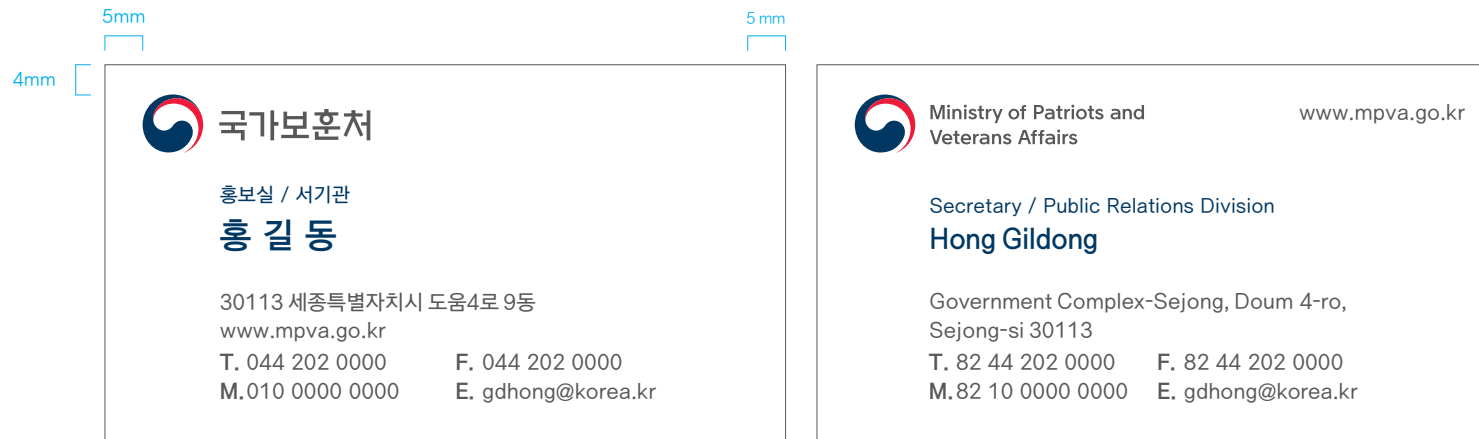 5mm
5 mm
4mm
국가보훈처
홍보실 / 서기관
홍 길 동
30113 세종특별자치시 도움4로 9동
www.mpva.go.kr
T. 044 202 0000 F. 044 202 0000
M. 010 0000 0000 E. gdhong@korea.kr
Ministry of Patriots and
Veterans Affairs
www.mpva.go.kr
Secretary / Public Relations Division
Hong Gildong
Government Complex-Sejong, Doum 4-ro,
Sejong-si 30113
T. 82 44 202 0000 F. 82 44 202 0000
M. 82 10 0000 0000 E. gdhong@korea.kr